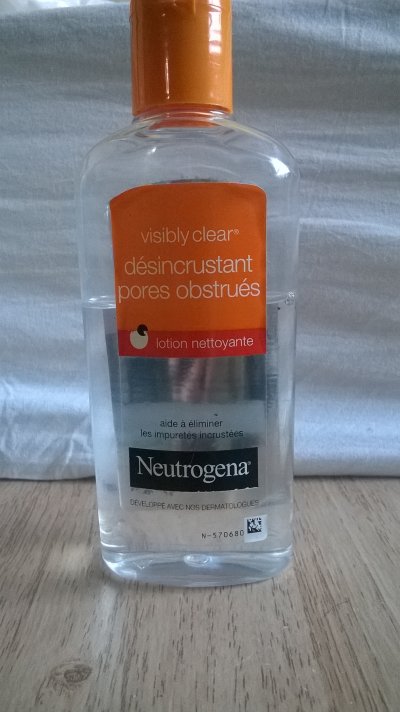 visibly clear®
désincrustant
pores obstrués
lotion nettoyante
aide à éliminer
les impuretés incrustées
Neutrogena®
DÉVELOPPÉ AVEC NOS DERMATOLOGUES
N-570680